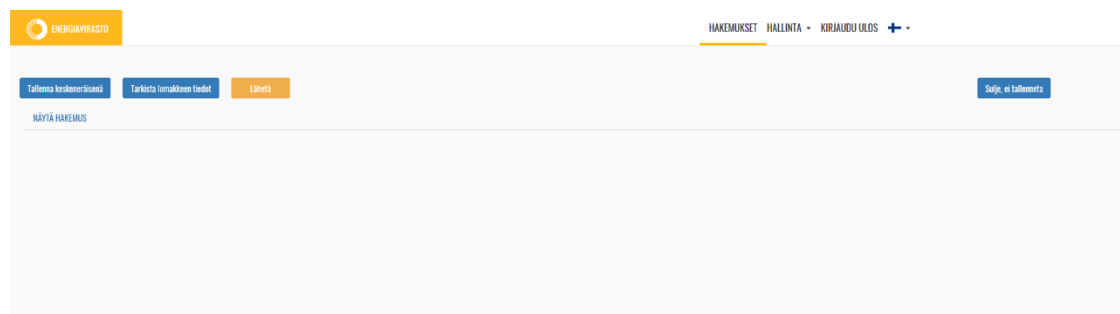 ENERGIAVIRASTO HAKEMUKSET HALLINTA KIRJAUDU ULOS
Tallenna keskeneräisenä Tarkista lomakkeen tiedot Lähetä Sulje, ei tallenneta
NÄYTÄ HAKEMUS